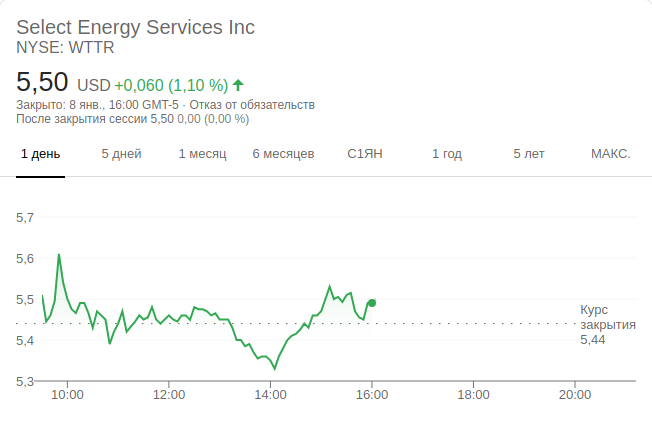 Select Energy Services Inc
NYSE: WTTR
5,50 USD +0,060 (1,10 %)
Закрыто: 8 янв., 16:00 GMT-5 · Отказ от обязательств
После закрытия сессии 5,50 0,00 (0,00 %)
1 день 5 дней 1 месяц 6 месяцев С1ЯН 1 год 5 лет МАКС.
5,7
5,6
5,5
5,4
5,3
Курс
закрытия
5,44
10:00 12:00 14:00 16:00 18:00 20:00